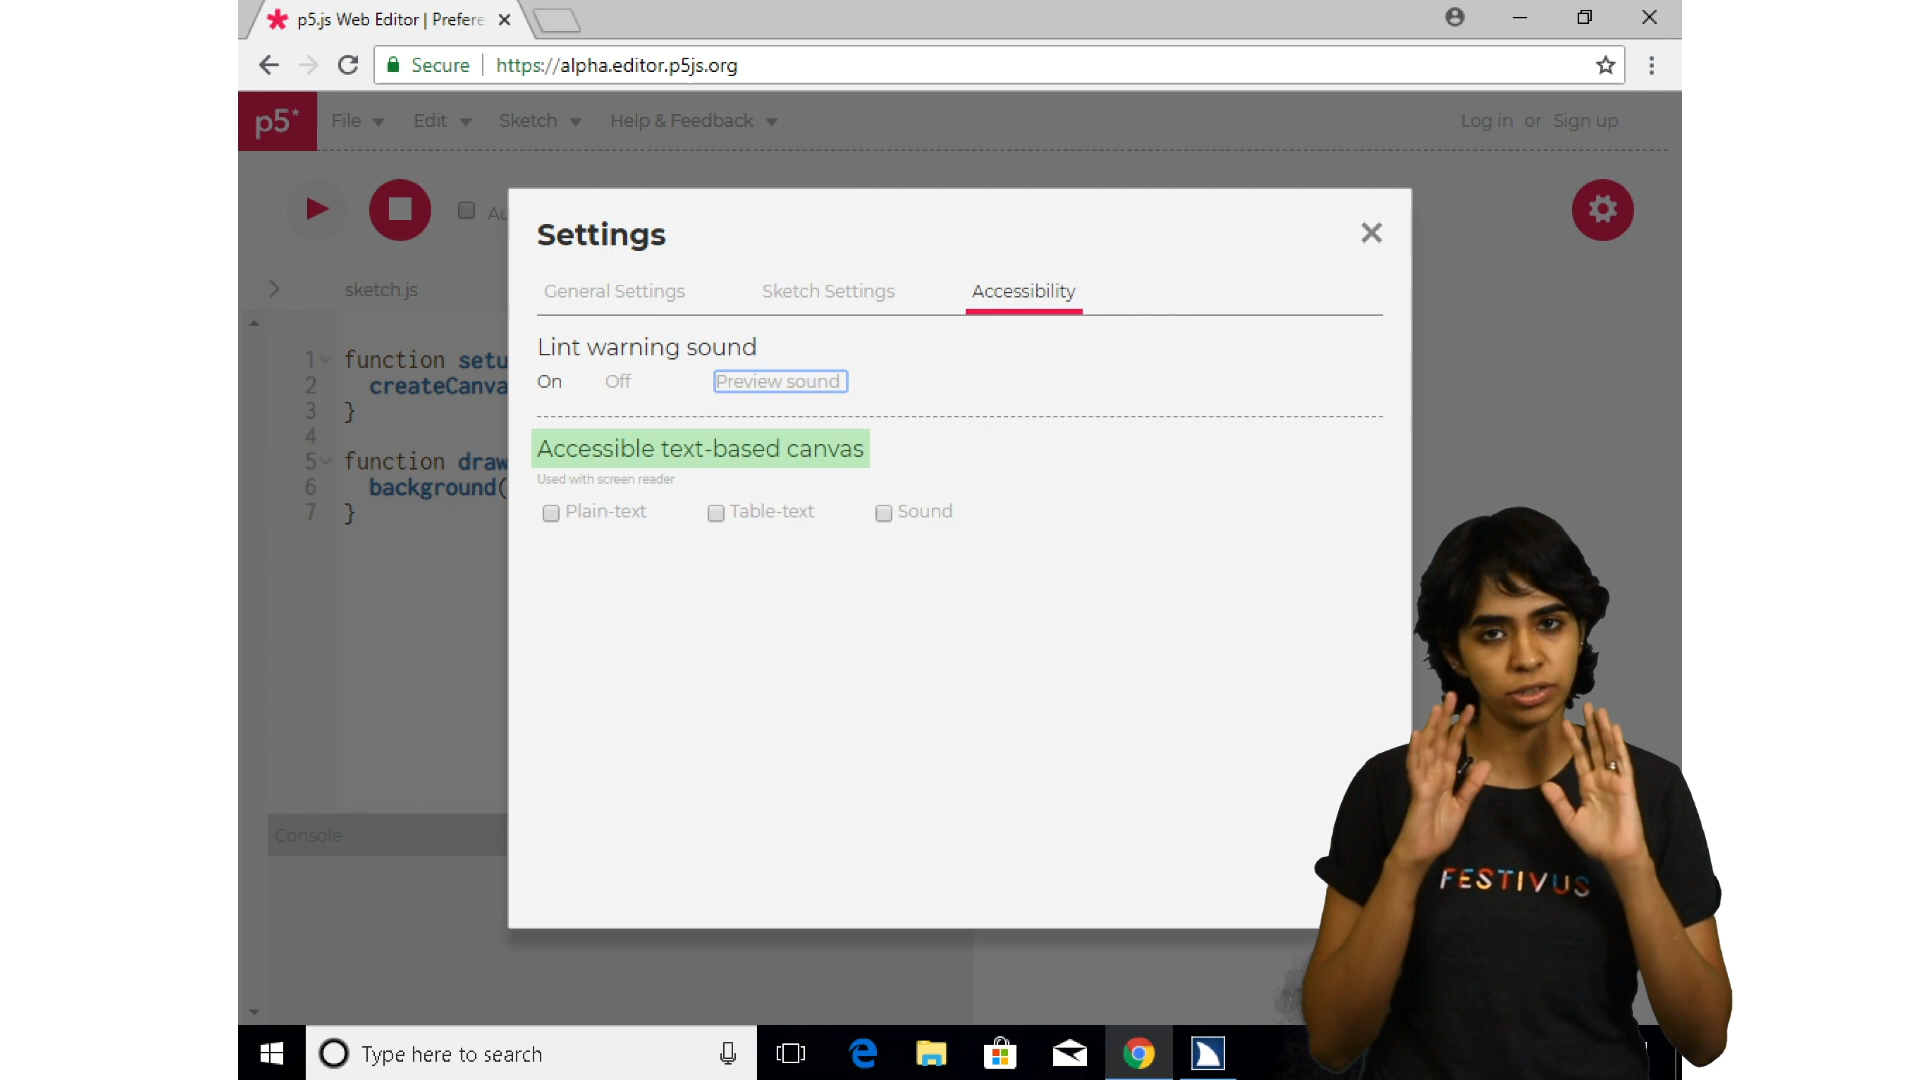 p5.js Web Editor | Prefere
Secure
https://alpha.editor.p5js.org
p5* File Edit Sketch Help & Feedback Log in or Sign up
Au
Settings
General Settings Sketch Settings Accessibility
Lint warning sound
On Off Preview sound
Accessible text-based canvas
Used with screen reader
Plain-text Table-text Sound
sketch.js
1 function setu
2 createCanva
3 }
4
5 function draw
6 background(
7 }
Console
FESTIVUS
Type here to search